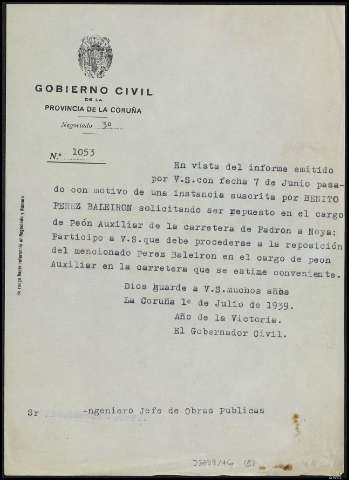 GOBIERNO CIVIL
DE LA
PROVINCIA DE LA CORUÑA
Negociado 3º
N.º 1053
En vista del informe emitido
por V.S.con fecha 7 de Junio pasa-
do con motivo de una instancia suscrita por BENITO
PEREZ BALEIRON solicitando ser repuesto en el cargo
de Peón Auxiliar de la carretera de Padron a Noya:
Participo a V.S.que debe procederse a la reposición
del mencionado Perez Baleiron en el cargo de peon
Auxiliar en la carretera que se estime conveniente.
Dios guarde a V.S.muchos años
La Coruña 1º de Julio de 1939.
Año de la Victoria.
El Gobernador Civil.
Sr
-ngeniero Jefe de Obras Publicas